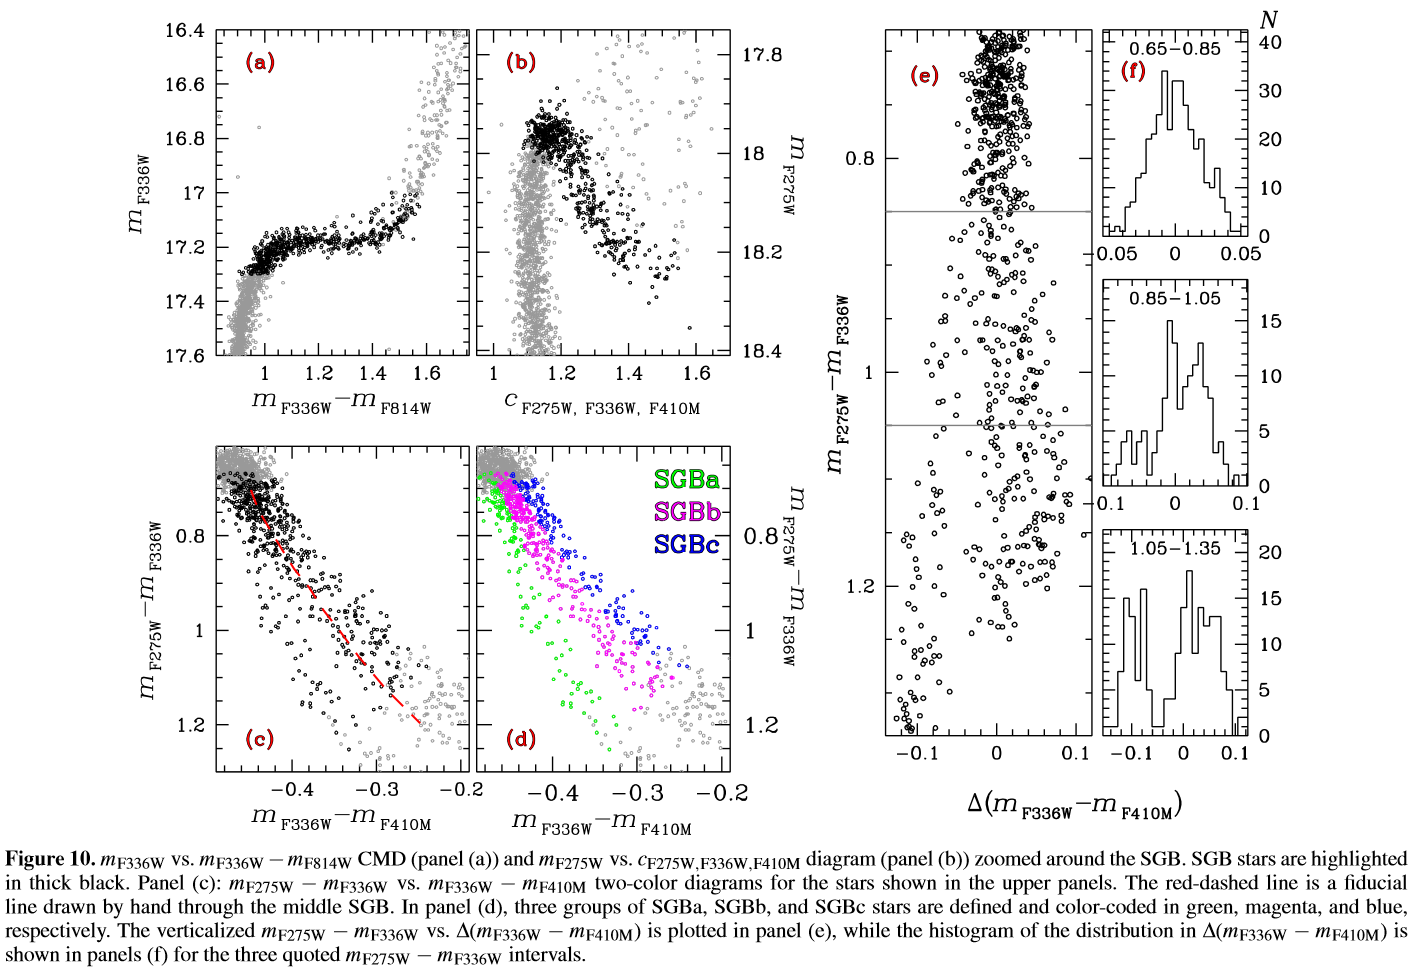 (a)
16.4
16.6
16.8
17
17.2
17.4
17.6
m F336W
1 1.2 1.4 1.6
m F336W − m F814W
(b)
17.8
18
18.2
18.4
m F275W
1 1.2 1.4 1.6
c F275W, F336W, F410M
(c)
0.8
1
1.2
m F275W − m F336W
−0.4 −0.3 −0.2
m F336W − m F410M
(d)
SGBa
SGBb
SGBc
0.8
1
1.2
m F275W − m F336W
−0.4 −0.3 −0.2
m F336W − m F410M
(e)
0.8
1
1.2
m F275W − m F336W
−0.1 0 0.1
Δ(m F336W − m F410M)
(f)
N
0.65−0.85
40
30
20
10
0
0.05 0 0.05
0.85−1.05
15
10
5
0
0.1 0 0.1
1.05−1.35
20
15
10
5
0
−0.1 0 0.1
Figure 10. mF336W vs. mF336W − mF814W CMD (panel (a)) and mF275W vs. cF275W,F336W,F410M diagram (panel (b)) zoomed around the SGB. SGB stars are highlighted
in thick black. Panel (c): mF275W − mF336W vs. mF336W − mF410M two-color diagrams for the stars shown in the upper panels. The red-dashed line is a fiducial
line drawn by hand through the middle SGB. In panel (d), three groups of SGBa, SGBb, and SGBc stars are defined and color-coded in green, magenta, and blue,
respectively. The verticalized mF275W − mF336W vs. Δ(mF336W − mF410M) is plotted in panel (e), while the histogram of the distribution in Δ(mF336W − mF410M) is
shown in panels (f) for the three quoted mF275W − mF336W intervals.